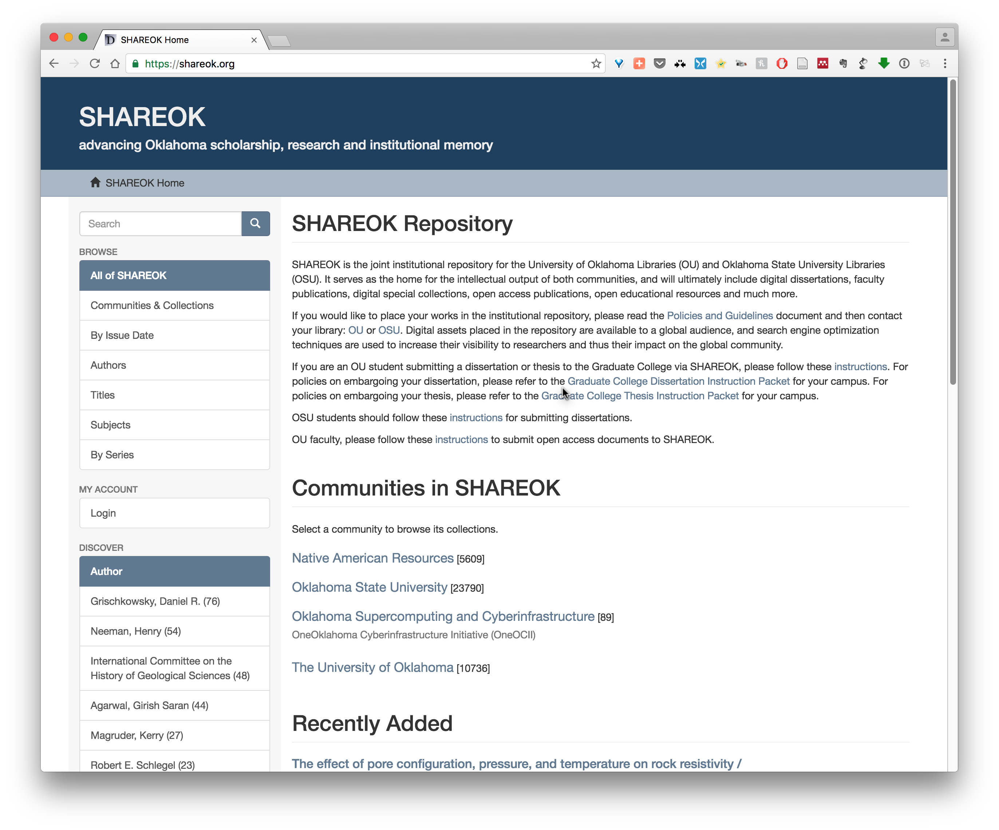 SHAREOK Home
https://shareok.org
SHAREOK
advancing Oklahoma scholarship, research and institutional memory
SHAREOK Home
Search
BROWSE
All of SHAREOK
Communities & Collections
By Issue Date
Authors
Titles
Subjects
By Series
MY ACCOUNT
Login
DISCOVER
Author
Grischkowsky, Daniel R. (76)
Neeman, Henry (54)
International Committee on the
History of Geological Sciences (48)
Agarwal, Girish Saran (44)
Magruder, Kerry (27)
Robert E. Schlegel (23)
SHAREOK Repository
SHAREOK is the joint institutional repository for the University of Oklahoma Libraries (OU) and Oklahoma State University Libraries
(OSU). It serves as the home for the intellectual output of both communities, and will ultimately include digital dissertations, faculty
publications, digital special collections, open access publications, open educational resources and much more.
If you would like to place your works in the institutional repository, please read the Policies and Guidelines document and then contact
your library: OU or OSU. Digital assets placed in the repository are available to a global audience, and search engine optimization
techniques are used to increase their visibility to researchers and thus their impact on the global community.
If you are an OU student submitting a dissertation or thesis to the Graduate College via SHAREOK, please follow these instructions. For
policies on embargoing your dissertation, please refer to the Graduate College Dissertation Instruction Packet for your campus. For
policies on embargoing your thesis, please refer to the Graduate College Thesis Instruction Packet for your campus.
OSU students should follow these instructions for submitting dissertations.
OU faculty, please follow these instructions to submit open access documents to SHAREOK.
Communities in SHAREOK
Select a community to browse its collections.
Native American Resources [5609]
Oklahoma State University [23790]
Oklahoma Supercomputing and Cyberinfrastructure [89]
OneOklahoma Cyberinfrastructure Initiative (OneOCII)
The University of Oklahoma [10736]
Recently Added
The effect of pore configuration, pressure, and temperature on rock resistivity /